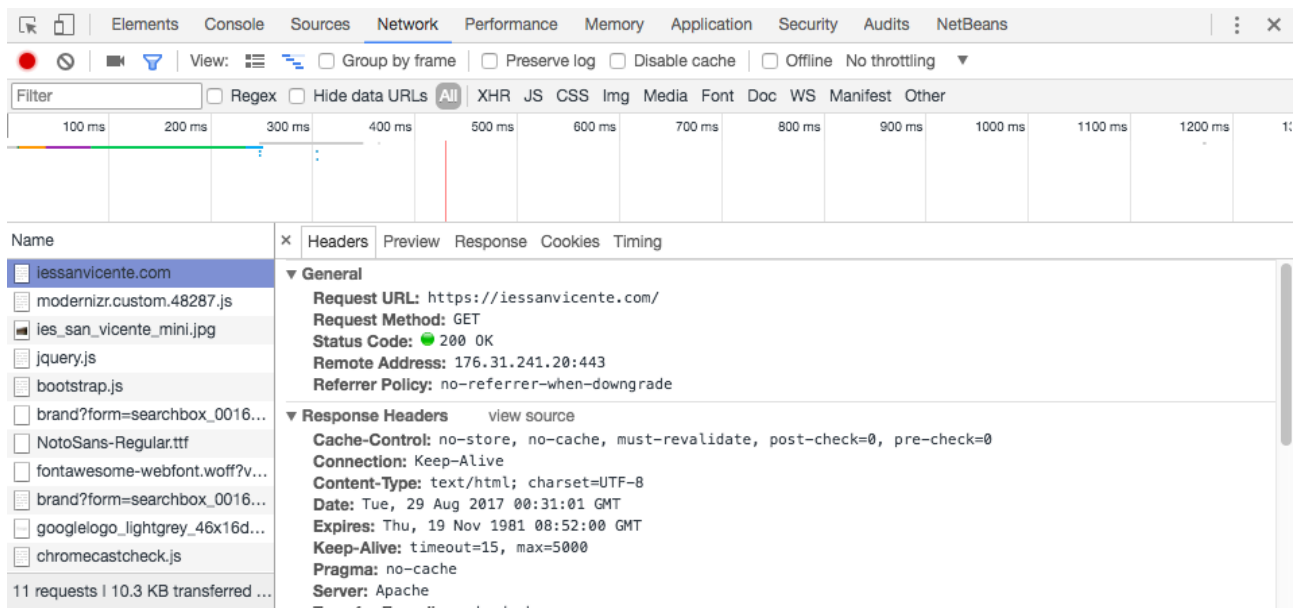 Elements Console Sources Network Performance Memory Application Security Audits NetBeans
View: Group by frame Preserve log Disable cache Offline No throttling
Filter Regex Hide data URLs All XHR JS CSS Img Media Font Doc WS Manifest Other
100 ms 200 ms 300 ms 400 ms 500 ms 600 ms 700 ms 800 ms 900 ms 1000 ms 1100 ms 1200 ms
Name
iessanvicente.com
modernizr.custom.48287.js
ies_san_vicente_mini.jpg
jquery.js
bootstrap.js
brand?form=searchbox_0016...
NotoSans-Regular.ttf
fontawesome-webfont.woff?v...
brand?form=searchbox_0016...
googlelogo_lightgrey_46x16d...
chromecastcheck.js
11 requests | 10.3 KB transferred ...
× Headers Preview Response Cookies Timing
▼ General
Request URL: https://iessanvicente.com/
Request Method: GET
Status Code: 200 OK
Remote Address: 176.31.241.20:443
Referrer Policy: no-referrer-when-downgrade
▼ Response Headers view source
Cache-Control: no-store, no-cache, must-revalidate, post-check=0, pre-check=0
Connection: Keep-Alive
Content-Type: text/html; charset=UTF-8
Date: Tue, 29 Aug 2017 00:31:01 GMT
Expires: Thu, 19 Nov 1981 08:52:00 GMT
Keep-Alive: timeout=15, max=5000
Pragma: no-cache
Server: Apache